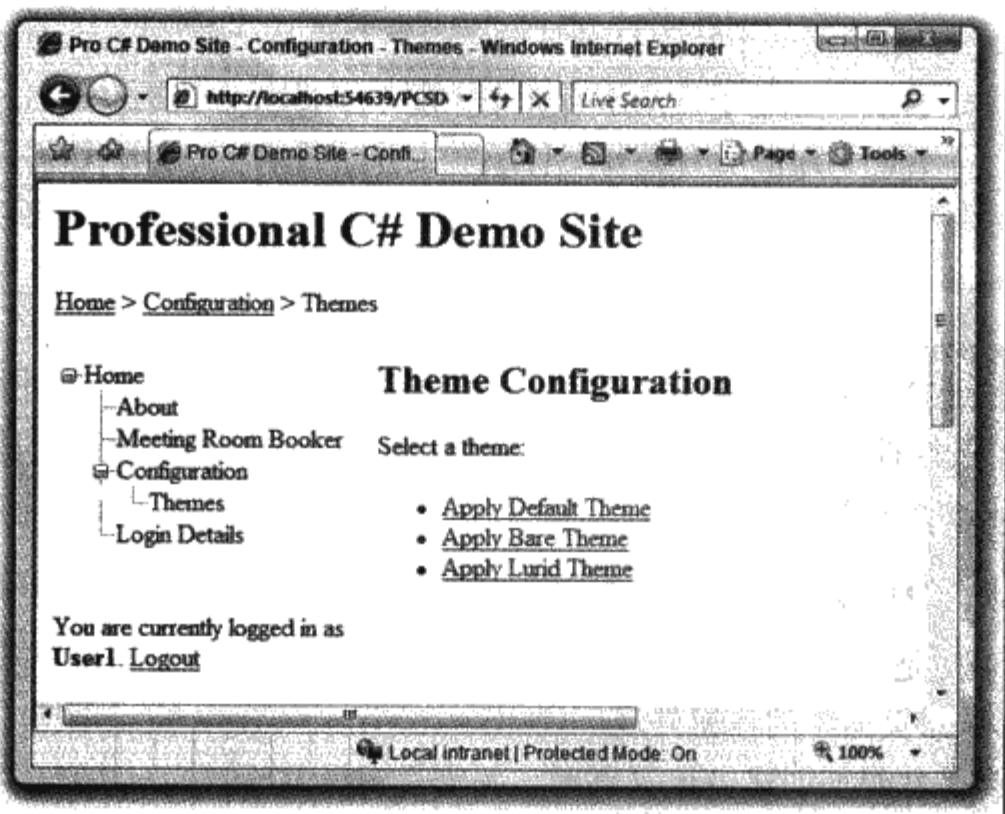 Pro C# Demo Site - Configuration - Themes - Windows Internet Explorer
http://localhost:54639/PCSD
Live Search
Pro C# Demo Site - Confi...
Page
Tools
Professional C# Demo Site
Home > Configuration > Themes
Home
About
Meeting Room Booker
Configuration
Themes
Login Details
Theme Configuration
Select a theme:
• Apply Default Theme
• Apply Bare Theme
• Apply Lurid Theme
You are currently logged in as
User1. Logout
Local intranet | Protected Mode: On
100%